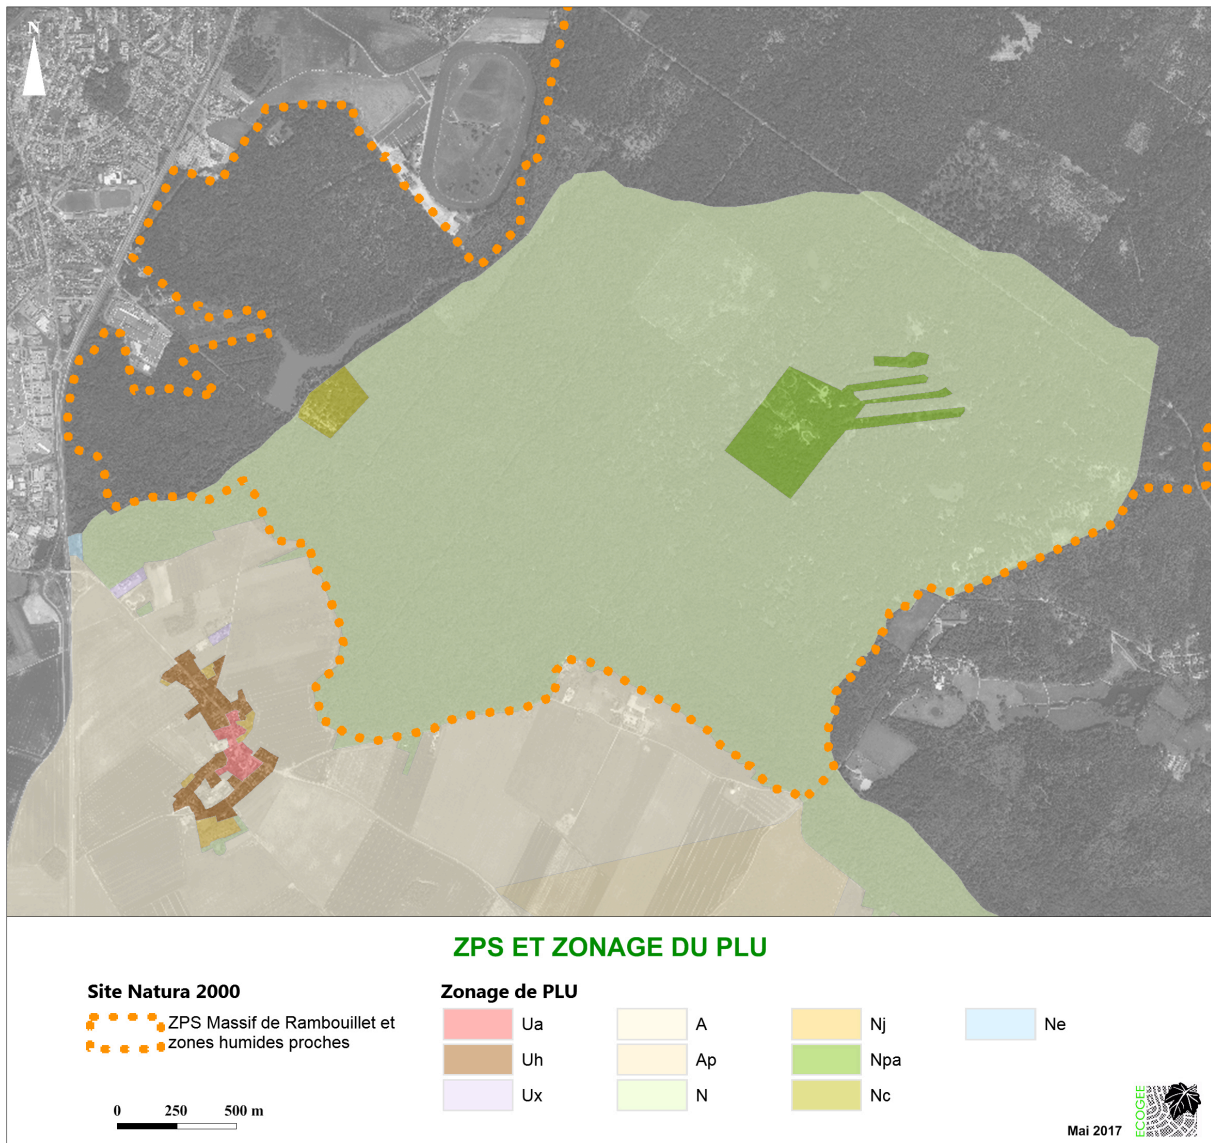 N
ZPS ET ZONAGE DU PLU
Site Natura 2000
ZPS Massif de Rambouillet et
zones humides proches
0 250 500 m
Zonage de PLU
Ua
Uh
Ux
A
Ap
N
Nj
Npa
Nc
Ne
Mai 2017
ECOGEE